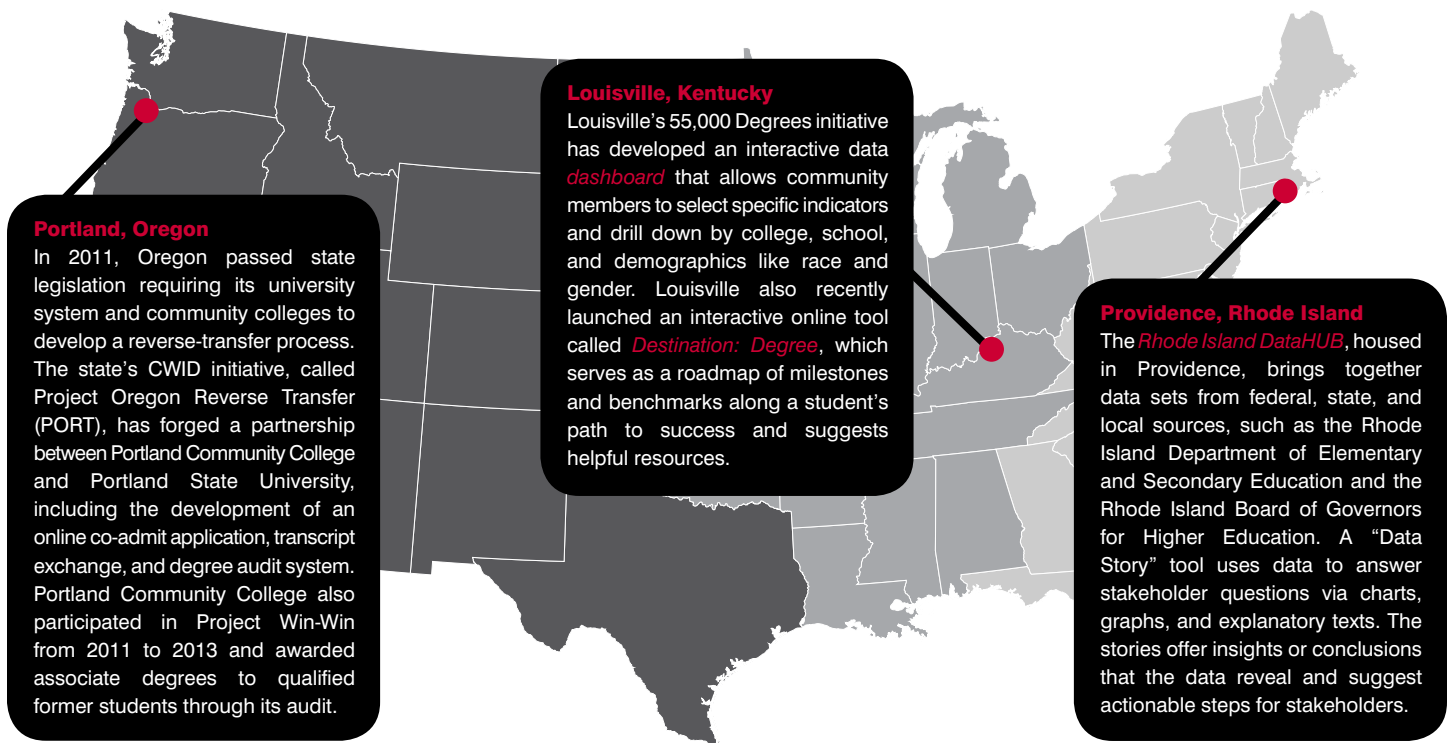 Portland, Oregon
In 2011, Oregon passed state
legislation requiring its university
system and community colleges to
develop a reverse-transfer process.
The state's CWID initiative, called
Project Oregon Reverse Transfer
(PORT), has forged a partnership
between Portland Community College
and Portland State University,
including the development of an
online co-admit application, transcript
exchange, and degree audit system.
Portland Community College also
participated in Project Win-Win
from 2011 to 2013 and awarded
associate degrees to qualified
former students through its audit.
Louisville, Kentucky
Louisville's 55,000 Degrees initiative
has developed an interactive data
dashboard that allows community
members to select specific indicators
and drill down by college, school,
and demographics like race and
gender. Louisville also recently
launched an interactive online tool
called Destination: Degree, which
serves as a roadmap of milestones
and benchmarks along a student's
path to success and suggests
helpful resources.
Providence, Rhode Island
The Rhode Island DataHUB, housed
in Providence, brings together
data sets from federal, state, and
local sources, such as the Rhode
Island Department of Elementary
and Secondary Education and the
Rhode Island Board of Governors
for Higher Education. A “Data
Story” tool uses data to answer
stakeholder questions via charts,
graphs, and explanatory texts. The
stories offer insights or conclusions
that the data reveal and suggest
actionable steps for stakeholders.